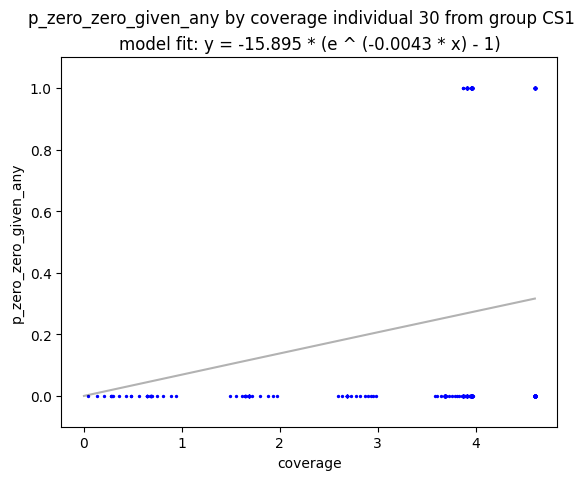 p_zero_zero_given_any by coverage individual 30 from group CS1
model fit: y = -15.895 * (e ^ (-0.0043 * x) - 1)
1.0
0.8
0.6
0.4
0.2
0.0
p_zero_zero_given_any
0 1 2 3 4
coverage